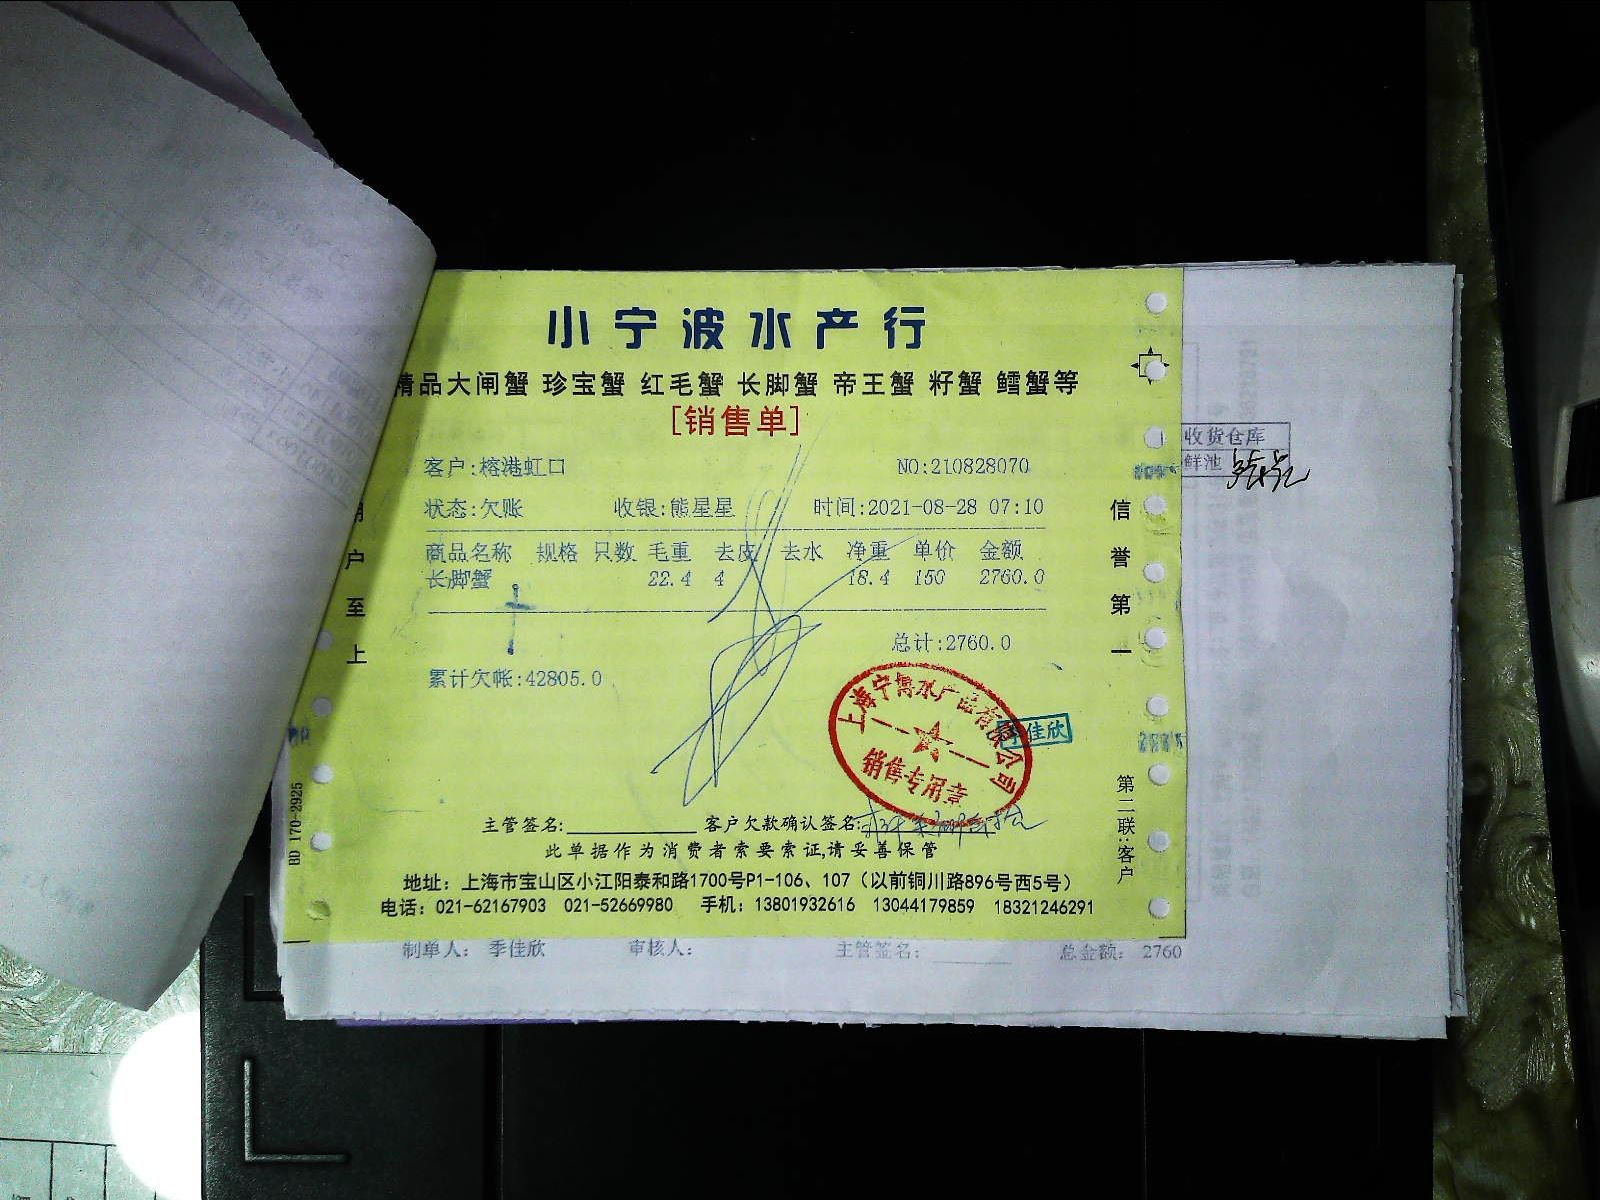 小宁波水产行
精品大闸蟹 珍宝蟹 红毛蟹 长脚蟹 帝王蟹 籽蟹 鳕蟹等
[销售单]
客户:榕港虹口 NO:210828070
状态:欠账 收银:熊星星 时间:2021-08-28 07:10
商品名称 规格 只数 毛重 去皮 去水 净重 单价 金额
长脚蟹 22.4 4 18.4 150 2760.0
总计:2760.0
累计欠帐:42805.0
上海宁博水产品有限公司
销售专用章
季佳欣
主管签名: 客户欠款确认签名:
此单据作为消费者索要索证,请妥善保管
地址：上海市宝山区小江阳泰和路1700号P1-106、107（以前铜川路896号西5号）
电话：021-62167903 021-52669980 手机：13801932616 13044179859 18321246291
户至上
信誉第一
第二联:客户
BD 170-2925
收货仓库
鲜池
制单人： 季佳欣 审核人： 主管签名： 总金额： 2760